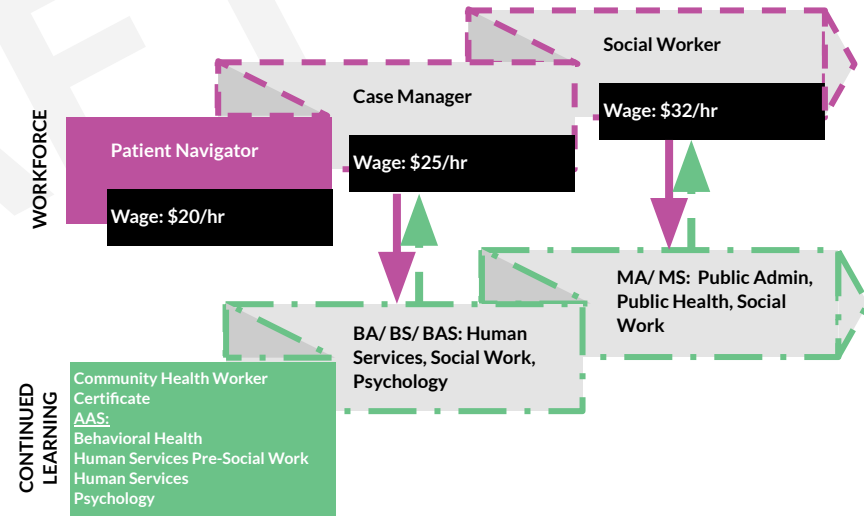 WORKFORCE
Social Worker
Wage: $32/hr
Case Manager
Wage: $25/hr
Patient Navigator
Wage: $20/hr
CONTINUED
LEARNING
MA/ MS: Public Admin,
Public Health, Social
Work
BA/ BS/ BAS: Human
Services, Social Work,
Psychology
Community Health Worker
Certificate
AAS:
Behavioral Health
Human Services Pre-Social Work
Human Services
Psychology